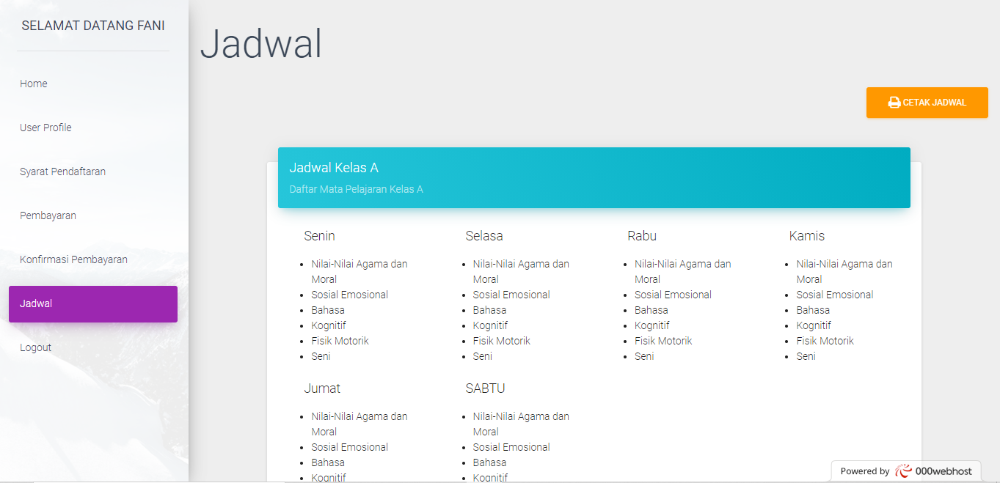 SELAMAT DATANG FANI
Home
User Profile
Syarat Pendaftaran
Pembayaran
Konfirmasi Pembayaran
Jadwal
Logout
Jadwal
CETAK JADWAL
Jadwal Kelas A
Daftar Mata Pelajaran Kelas A
Senin
Nilai-Nilai Agama dan
Moral
Sosial Emosional
Bahasa
Kognitif
Fisik Motorik
Seni
Selasa
Nilai-Nilai Agama dan
Moral
Sosial Emosional
Bahasa
Kognitif
Fisik Motorik
Seni
Rabu
Nilai-Nilai Agama dan
Moral
Sosial Emosional
Bahasa
Kognitif
Fisik Motorik
Seni
Kamis
Nilai-Nilai Agama dan
Moral
Sosial Emosional
Bahasa
Kognitif
Fisik Motorik
Seni
Jumat
Nilai-Nilai Agama dan
Moral
Sosial Emosional
Bahasa
Kognitif
SABTU
Nilai-Nilai Agama dan
Moral
Sosial Emosional
Bahasa
Kognitif
Powered by 000webhost